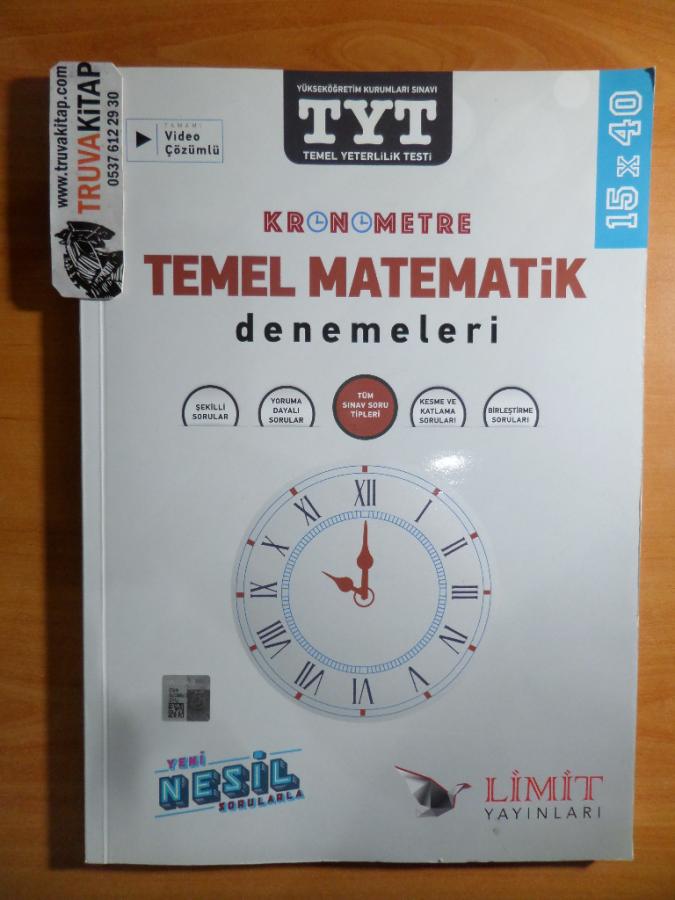 www.truvakitap.com
TRUVAKİTAP
0537 612 29 30
TAMAMI
Video
Çözümlü
YÜKSEKÖĞRETİM KURUMLARI SINAVI
TYT
TEMEL YETERLİLİK TESTİ
15 x 40
KRONOMETRE
TEMEL MATEMATİK
denemeleri
ŞEKİLLİ
SORULAR
YORUMA
DAYALI
SORULAR
TÜM
SINAV SORU
TİPLERİ
KESME VE
KATLAMA
SORULARI
BİRLEŞTİRME
SORULARI
XII
I
II
III
IIII
V
VI
VII
VIII
IX
X
XI
YENİ
NESİL
SORULARLA
LİMİT
YAYINLARI